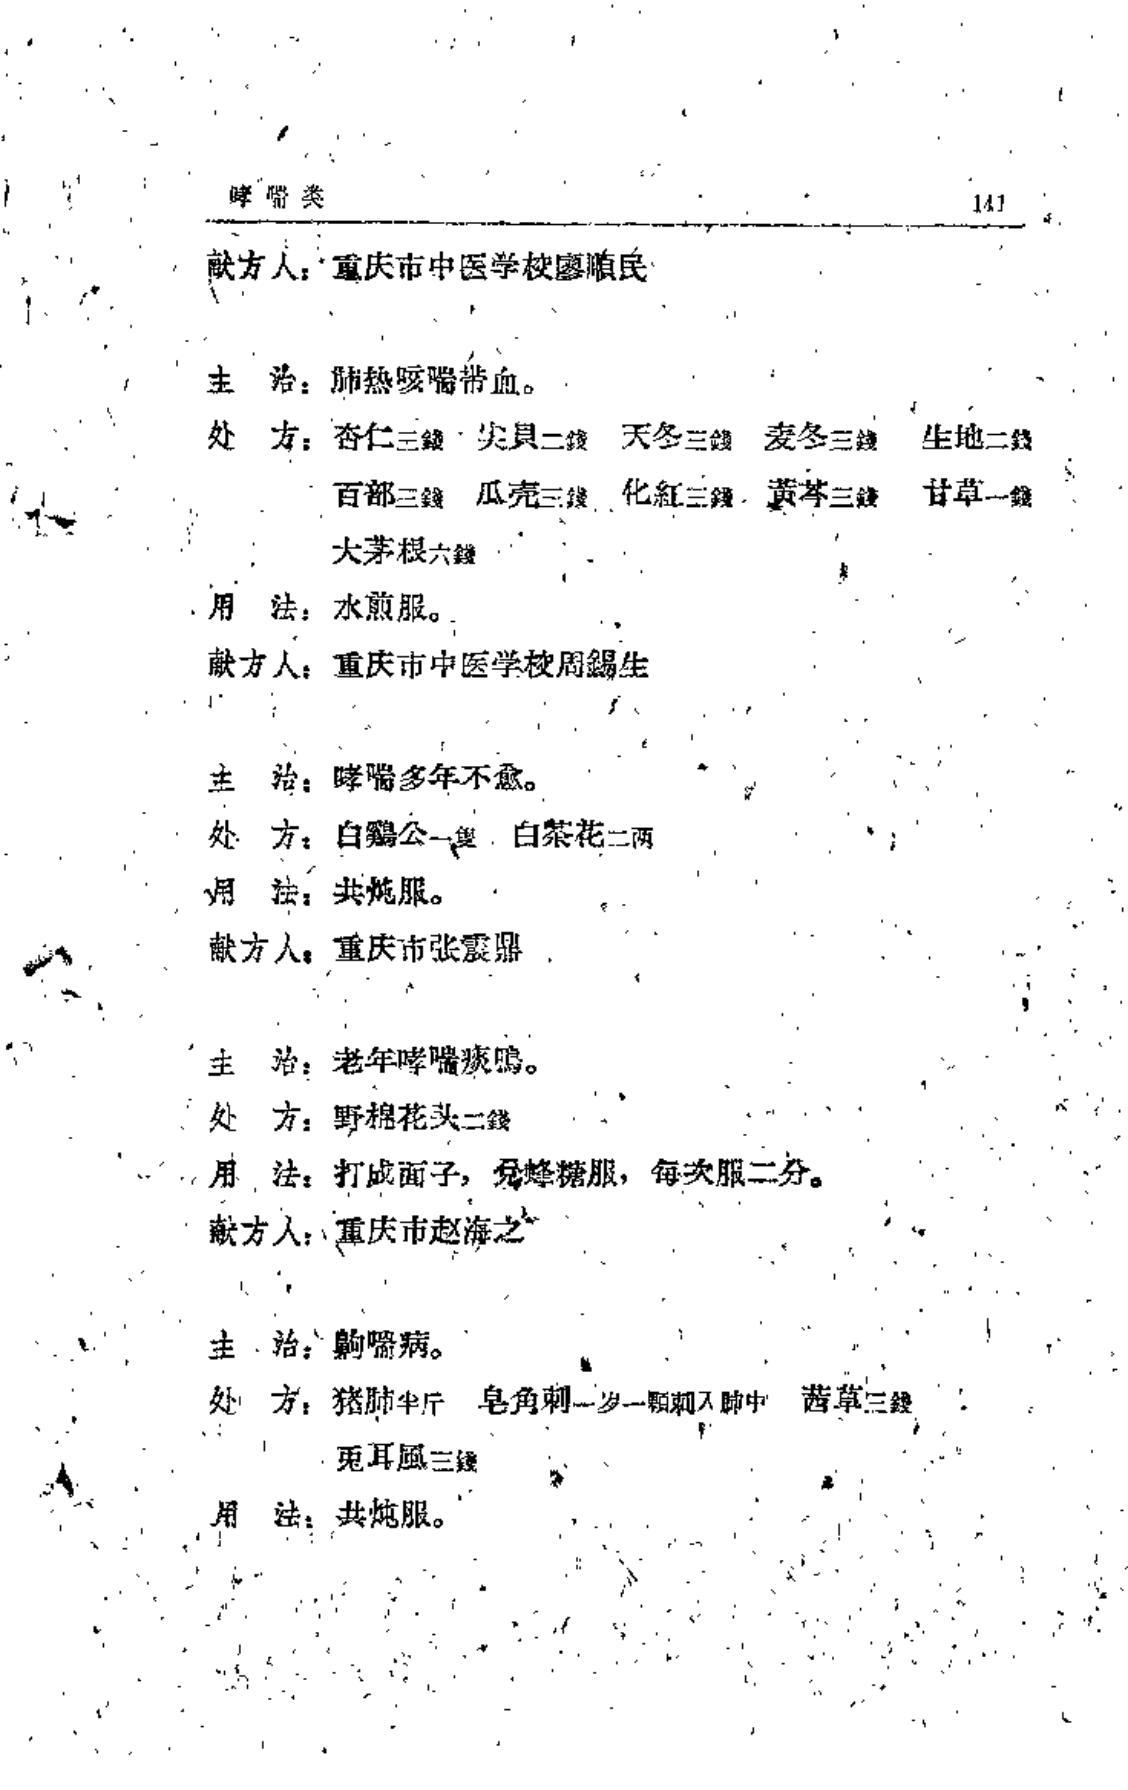 哮喘类 141
献方人：重庆市中医学校廖順民
主　治：肺热咳喘带血。
处　方：杏仁三錢　尖貝二錢　天冬三錢　麦冬三錢　生地二錢
百部三錢　瓜壳三錢　化紅三錢　黃芩三錢　甘草一錢
大茅根六錢
用　法：水煎服。
献方人：重庆市中医学校周錫生
主　治：哮喘多年不愈。
处　方：白鷄公一隻　白茶花二两
用　法：共炖服。
献方人：重庆市张震鼎
主　治：老年哮喘痰鳴。
处　方：野棉花头二錢
用　法：打成面子，兌蜂糖服，每次服二分。
献方人：重庆市赵海之
主　治：齁喘病。
处　方：猪肺半斤　皂角刺一岁一顆刺入肺中　茜草三錢
兎耳風三錢
用　法：共炖服。